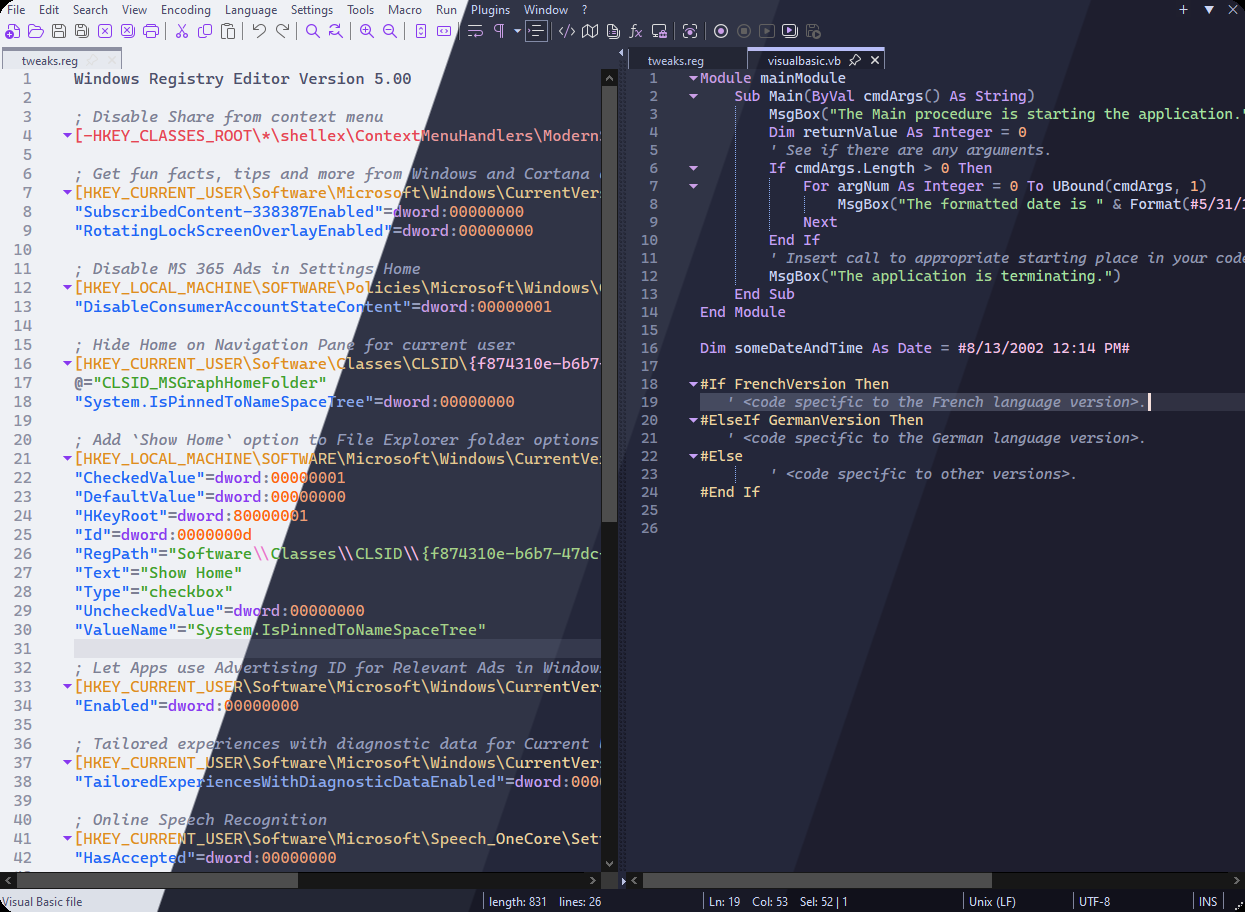 File Edit Search View Encoding Language Settings Tools Macro Run Plugins Window ?
tweaks.reg
1 Windows Registry Editor Version 5.00
2
3 ; Disable Share from context menu
4 [-HKEY_CLASSES_ROOT\*\shellex\ContextMenuHandlers\Modern
5
6 ; Get fun facts, tips and more from Windows and Cortana
7 [HKEY_CURRENT_USER\Software\Microsoft\Windows\CurrentVer
8 "SubscribedContent-338387Enabled"=dword:00000000
9 "RotatingLockScreenOverlayEnabled"=dword:00000000
10
11 ; Disable MS 365 Ads in Settings Home
12 [HKEY_LOCAL_MACHINE\SOFTWARE\Policies\Microsoft\Windows\
13 "DisableConsumerAccountStateContent"=dword:00000001
14
15 ; Hide Home on Navigation Pane for current user
16 [HKEY_CURRENT_USER\Software\Classes\CLSID\{f874310e-b6b7-
17 @="CLSID_MSGraphHomeFolder"
18 "System.IsPinnedToNameSpaceTree"=dword:00000000
19
20 ; Add `Show Home` option to File Explorer folder options
21 [HKEY_LOCAL_MACHINE\SOFTWARE\Microsoft\Windows\CurrentVe
22 "CheckedValue"=dword:00000001
23 "DefaultValue"=dword:00000000
24 "HKeyRoot"=dword:80000001
25 "Id"=dword:0000000d
26 "RegPath"="Software\\Classes\\CLSID\\{f874310e-b6b7-47dc-
27 "Text"="Show Home"
28 "Type"="checkbox"
29 "UncheckedValue"=dword:00000000
30 "ValueName"="System.IsPinnedToNameSpaceTree"
31
32 ; Let Apps use Advertising ID for Relevant Ads in Window
33 [HKEY_CURRENT_USER\Software\Microsoft\Windows\CurrentVer
34 "Enabled"=dword:00000000
35
36 ; Tailored experiences with diagnostic data for Current
37 [HKEY_CURRENT_USER\Software\Microsoft\Windows\CurrentVer
38 "TailoredExperiencesWithDiagnosticDataEnabled"=dword:000
39
40 ; Online Speech Recognition
41 [HKEY_CURRENT_USER\Software\Microsoft\Speech_OneCore\Set
42 "HasAccepted"=dword:00000000
tweaks.reg visualbasic.vb
1 Module mainModule
2 Sub Main(ByVal cmdArgs() As String)
3 MsgBox("The Main procedure is starting the application."
4 Dim returnValue As Integer = 0
5 ' See if there are any arguments.
6 If cmdArgs.Length > 0 Then
7 For argNum As Integer = 0 To UBound(cmdArgs, 1)
8 MsgBox("The formatted date is " & Format(#5/31/1
9 Next
10 End If
11 ' Insert call to appropriate starting place in your code
12 MsgBox("The application is terminating.")
13 End Sub
14 End Module
15
16 Dim someDateAndTime As Date = #8/13/2002 12:14 PM#
17
18 #If FrenchVersion Then
19 ' <code specific to the French language version>.
20 #ElseIf GermanVersion Then
21 ' <code specific to the German language version>.
22 #Else
23 ' <code specific to other versions>.
24 #End If
25
26
Visual Basic file length: 831 lines: 26 Ln: 19 Col: 53 Sel: 52 | 1 Unix (LF) UTF-8 INS